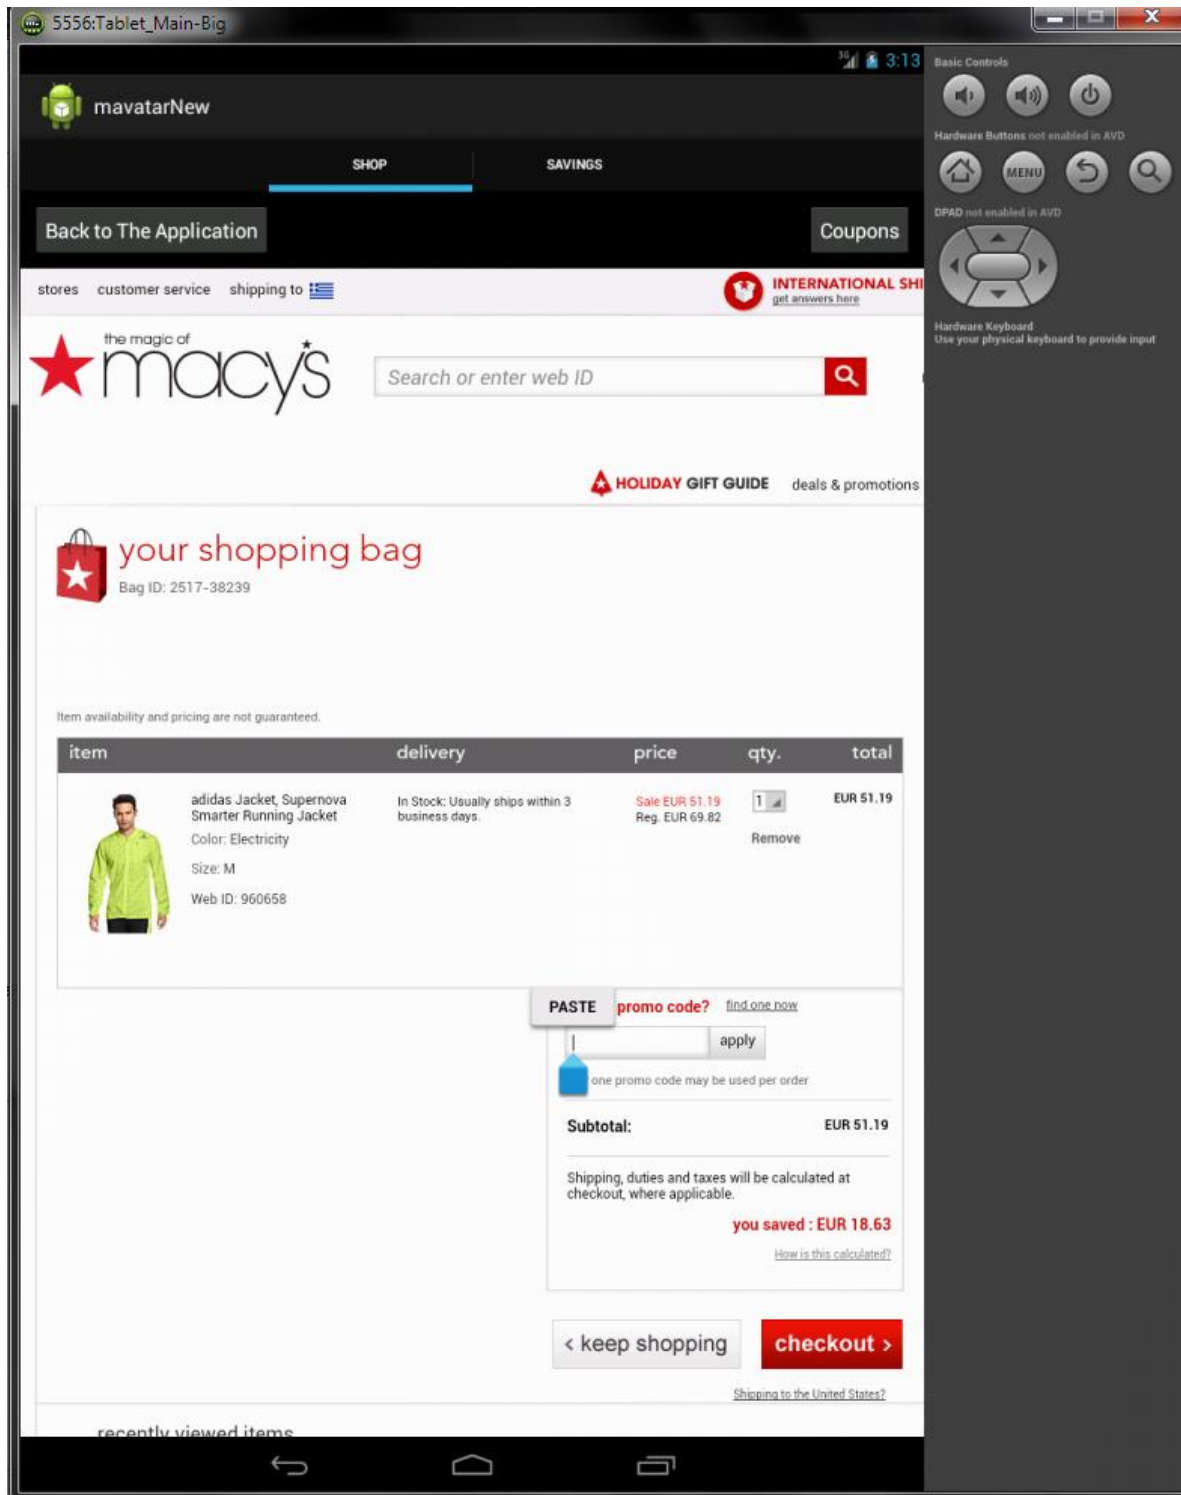 5556:Tablet_Main-Big
3G 3:13
mavatarNew
SHOP SAVINGS
Back to The Application Coupons
stores customer service shipping to
INTERNATIONAL SHI
get answers here
the magic of
macy's
Search or enter web ID
HOLIDAY GIFT GUIDE deals & promotions
your shopping bag
Bag ID: 2517-38239
Item availability and pricing are not guaranteed.
item delivery price qty. total
adidas Jacket, Supernova
Smarter Running Jacket
Color: Electricity
Size: M
Web ID: 960658
In Stock: Usually ships within 3
business days.
Sale EUR 51.19
Reg. EUR 69.82
1
Remove
EUR 51.19
PASTE promo code? find one now
apply
one promo code may be used per order
Subtotal: EUR 51.19
Shipping, duties and taxes will be calculated at
checkout, where applicable.
you saved : EUR 18.63
How is this calculated?
< keep shopping checkout >
Shipping to the United States?
recently viewed items
Basic Controls
Hardware Buttons not enabled in AVD
MENU
DPAD not enabled in AVD
Hardware Keyboard
Use your physical keyboard to provide input